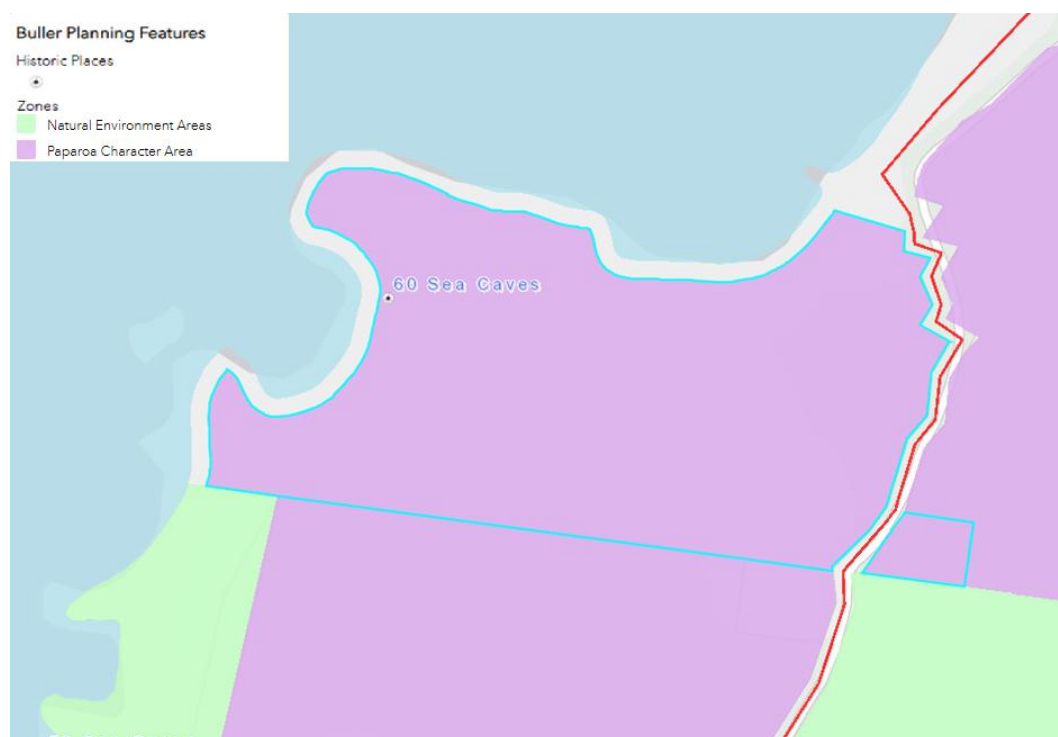 Buller Planning Features
Historic Places
Zones
Natural Environment Areas
Paparoa Character Area
60 Sea Caves